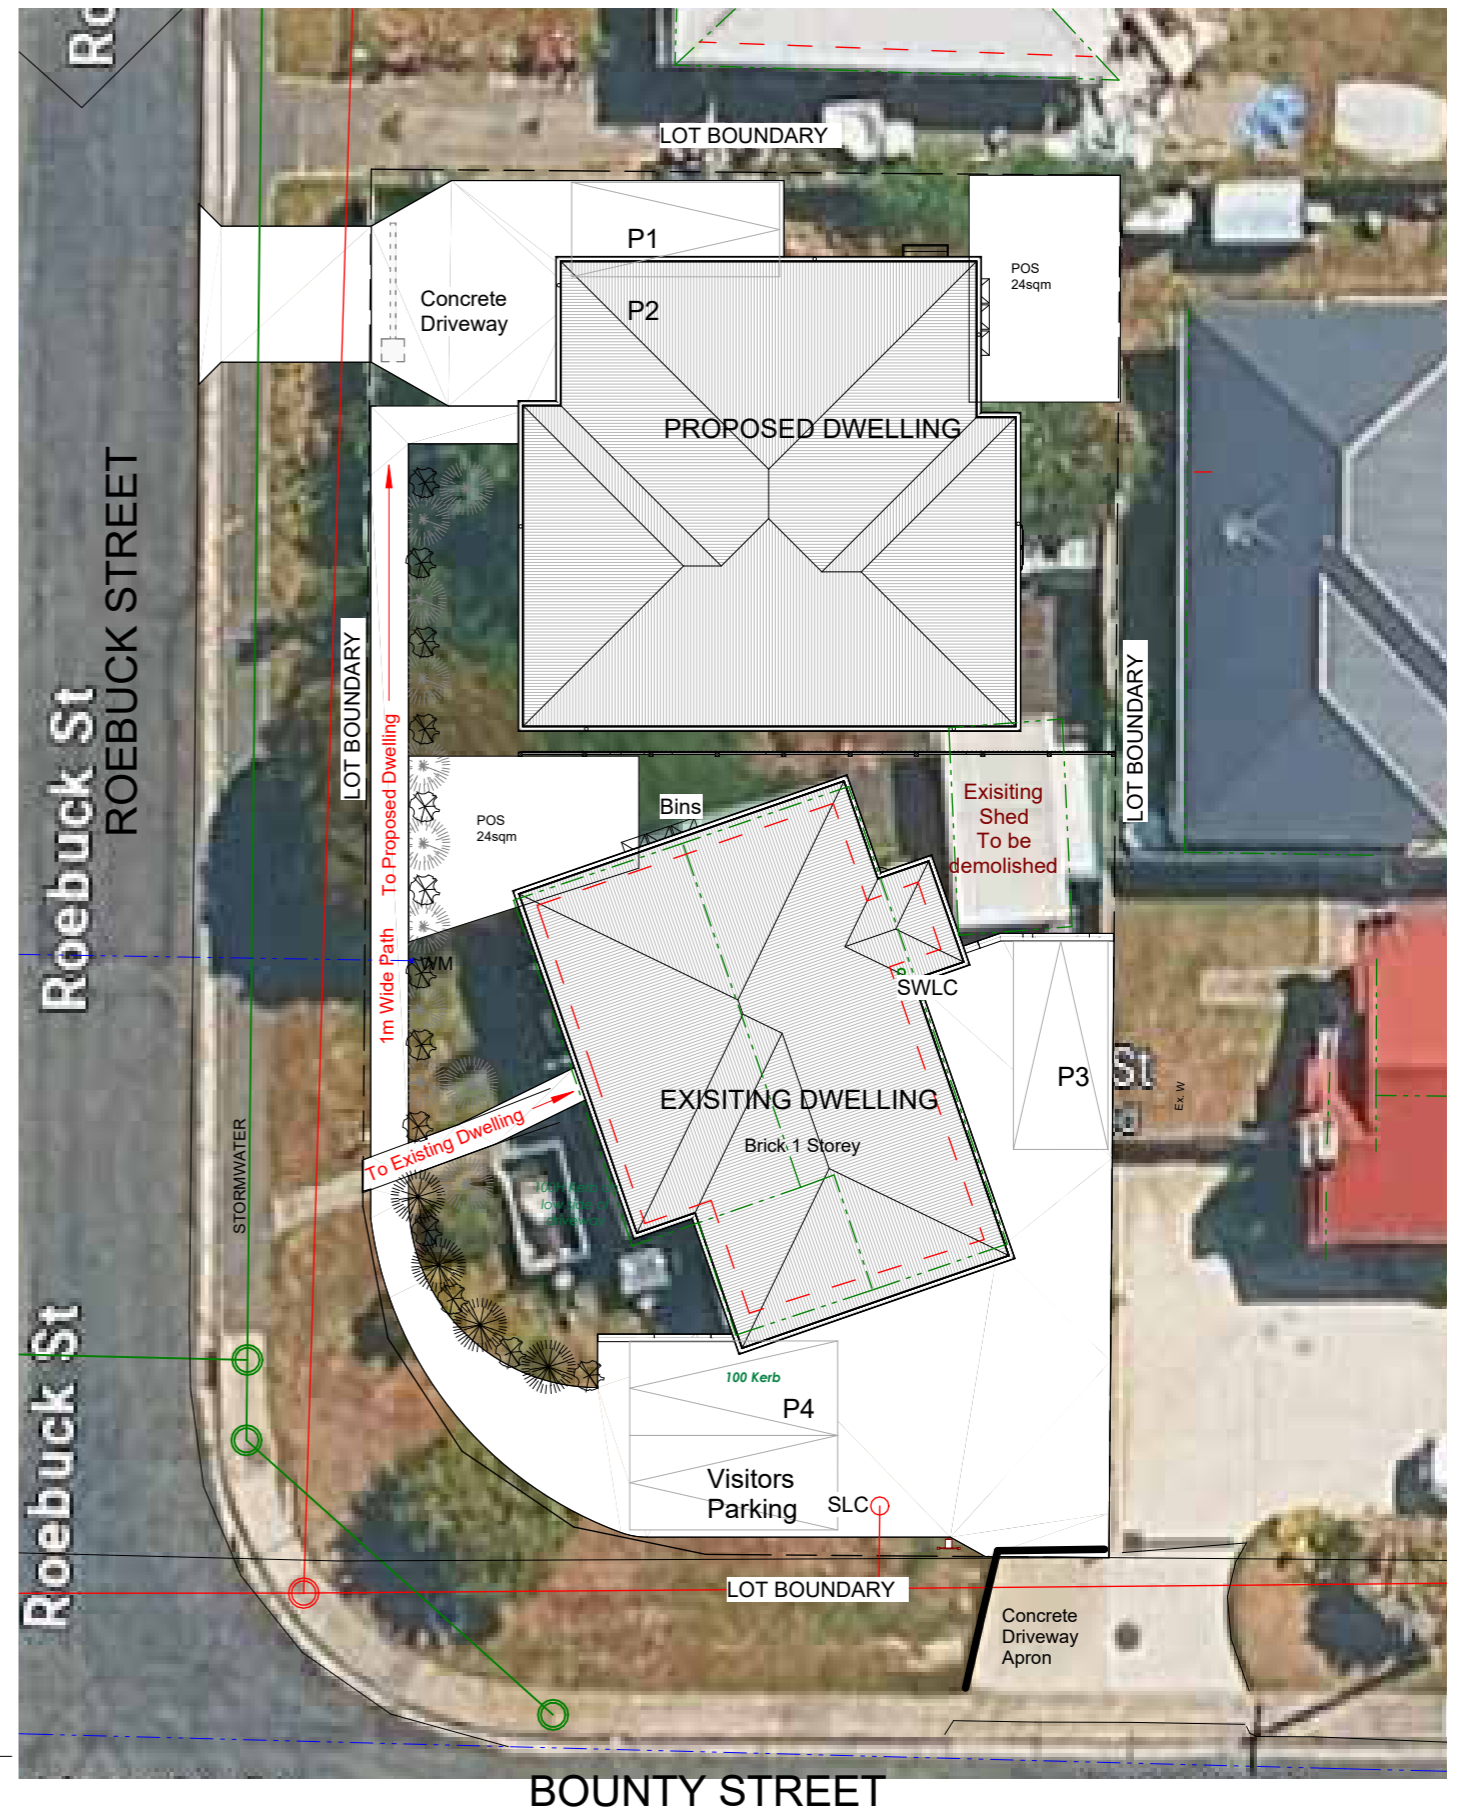 Ro
LOT BOUNDARY
P1
POS
24sqm
Concrete
Driveway
P2
PROPOSED DWELLING
ROEBUCK STREET
Roebuck St
LOT BOUNDARY
LOT BOUNDARY
To Proposed Dwelling
1m Wide Path
POS
24sqm
Bins
Exisiting
Shed
To be
demolished
WM
SWLC
P3
St
Ex. W
EXISITING DWELLING
Brick 1 Storey
To Existing Dwelling
STORMWATER
Roebuck St
100 Kerb
P4
Visitors
Parking
SLC
LOT BOUNDARY
Concrete
Driveway
Apron
BOUNTY STREET